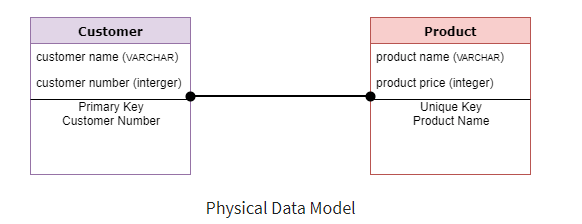 Customer
customer name (VARCHAR)
customer number (interger)
Primary Key
Customer Number
Product
product name (VARCHAR)
product price (integer)
Unique Key
Product Name
Physical Data Model